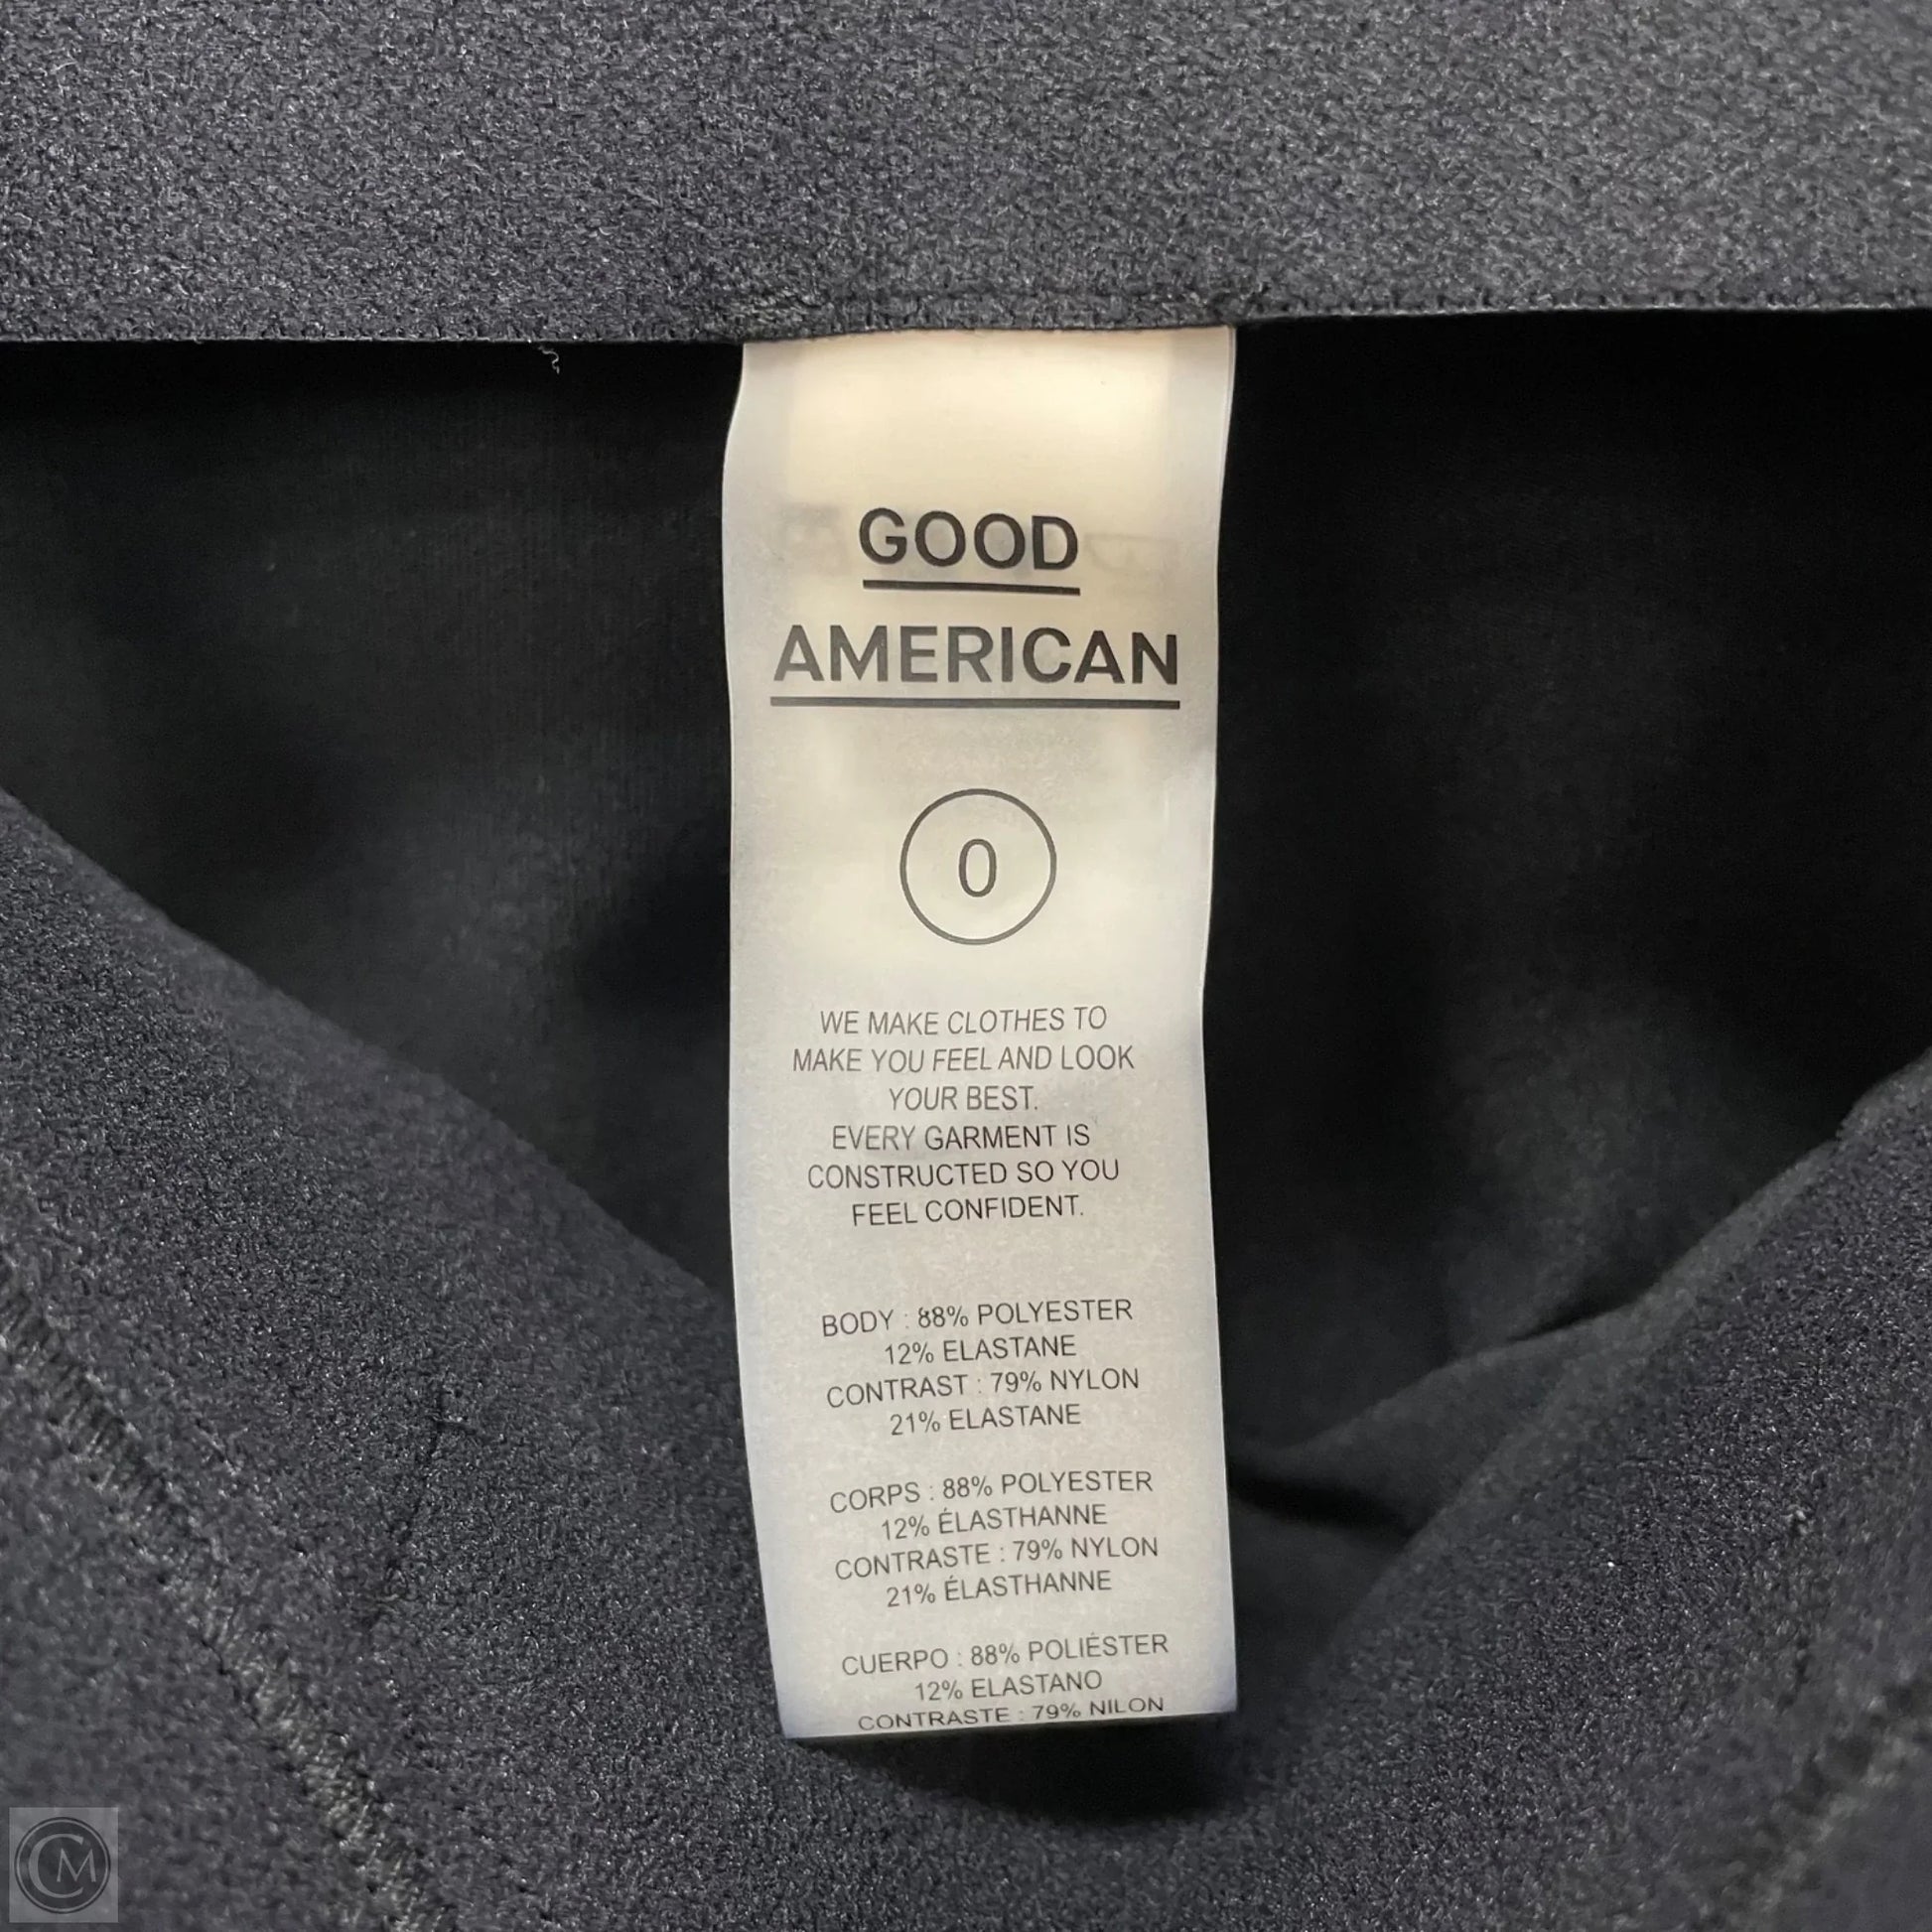 GOOD
AMERICAN
0
WE MAKE CLOTHES TO
MAKE YOU FEEL AND LOOK
YOUR BEST.
EVERY GARMENT IS
CONSTRUCTED SO YOU
FEEL CONFIDENT.
BODY : 88% POLYESTER
12% ELASTANE
CONTRAST : 79% NYLON
21% ELASTANE
CORPS : 88% POLYESTER
12% ÉLASTHANNE
CONTRASTE : 79% NYLON
21% ÉLASTHANNE
CUERPO : 88% POLIÉSTER
12% ELASTANO
CONTRASTE : 79% NILON
CM